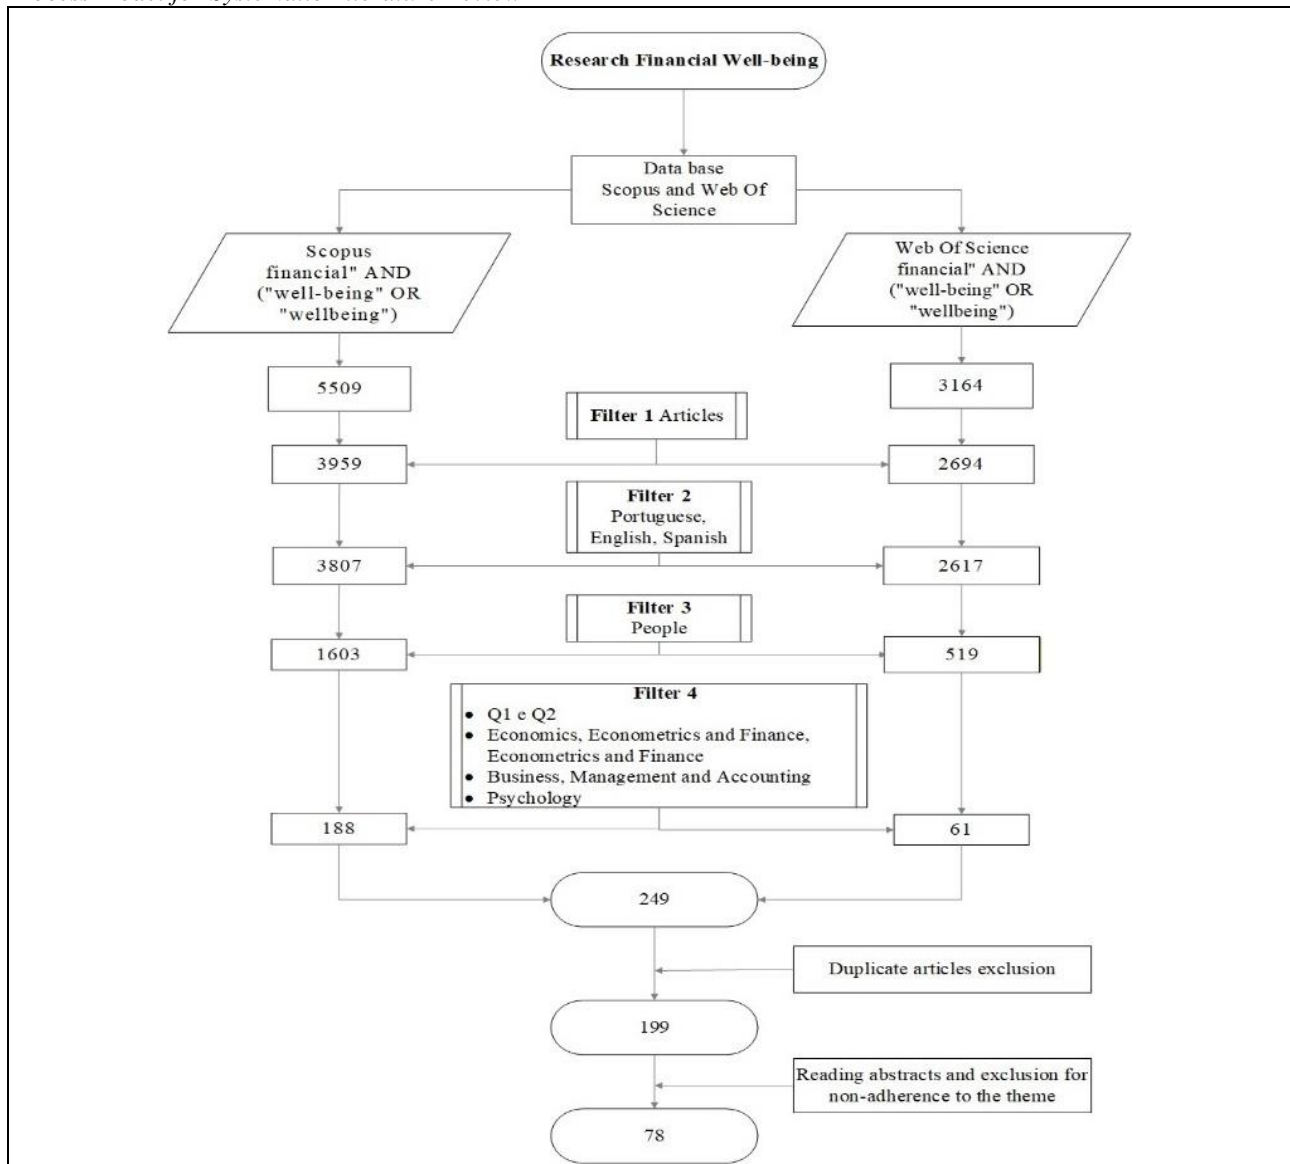 Research Financial Well-being
Data base
Scopus and Web Of
Science
Scopus
financial" AND
("well-being" OR
"wellbeing")
Web Of Science
financial" AND
("well-being" OR
"wellbeing")
5509
3164
Filter 1 Articles
3959
2694
Filter 2
Portuguese,
English, Spanish
3807
2617
Filter 3
People
1603
519
Filter 4
• Q1 e Q2
• Economics, Econometrics and Finance,
Econometrics and Finance
• Business, Management and Accounting
• Psychology
188
61
249
Duplicate articles exclusion
199
Reading abstracts and exclusion for
non-adherence to the theme
78